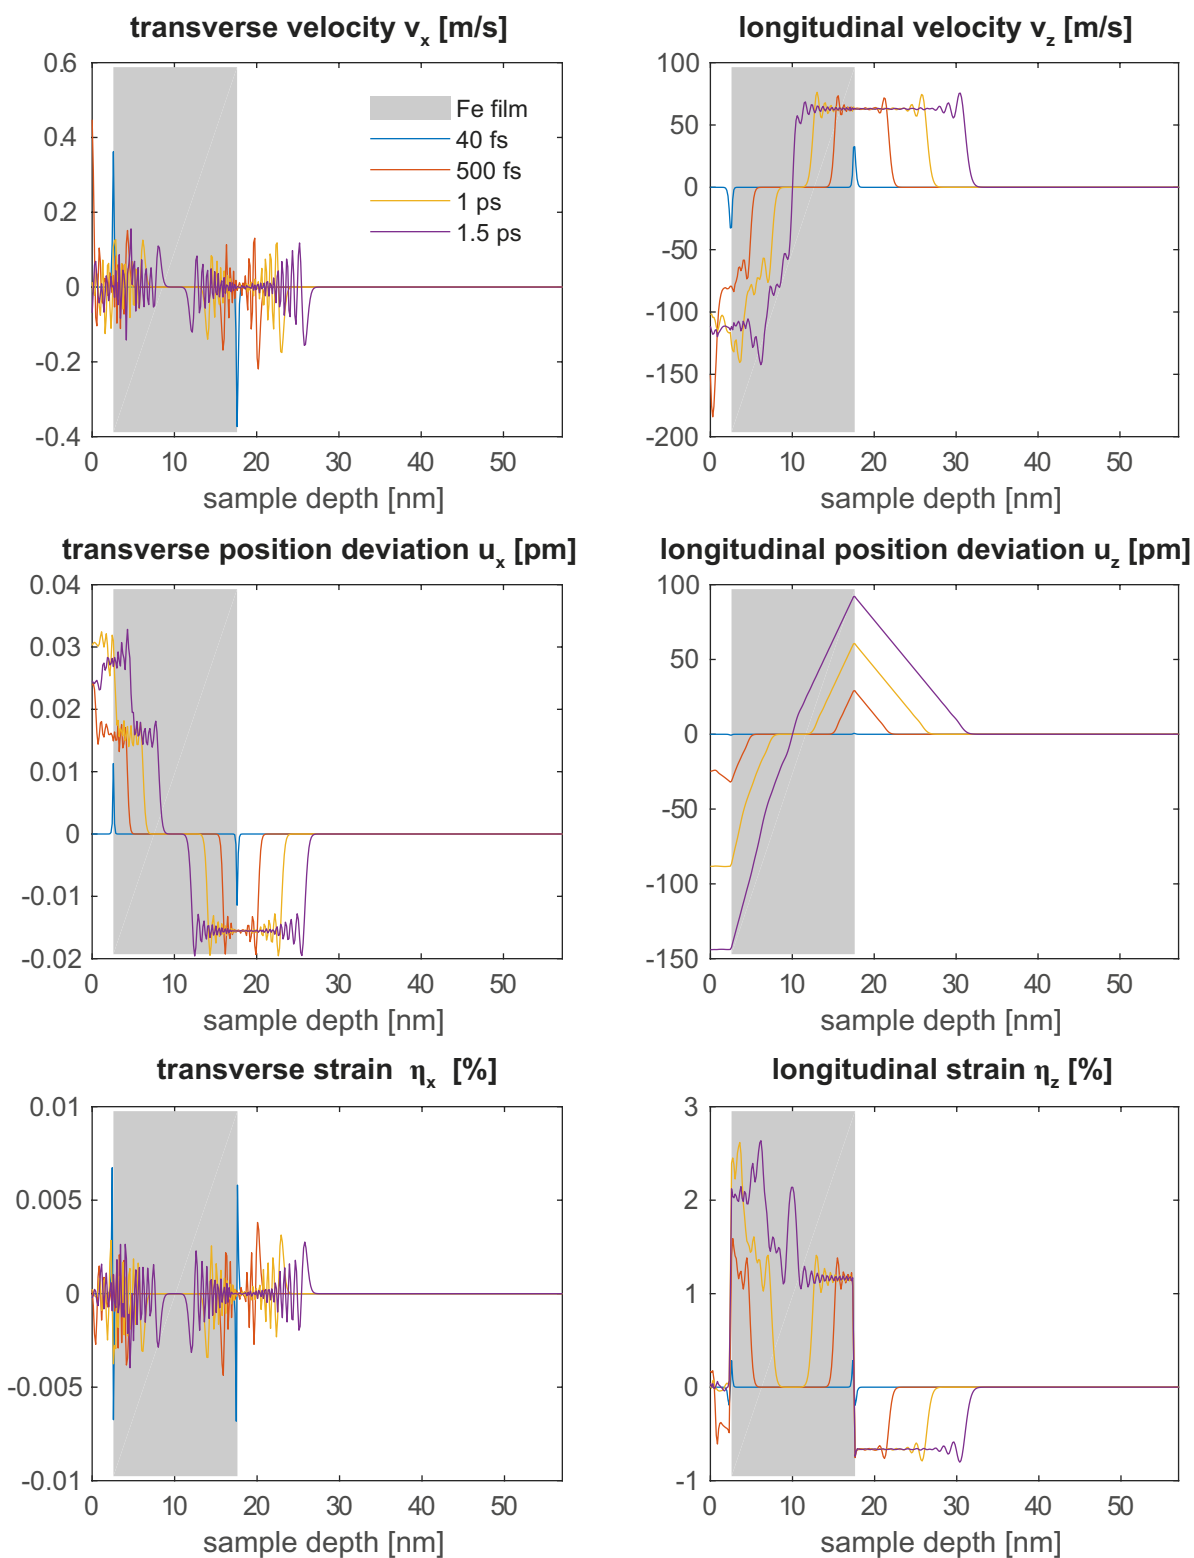 transverse velocity vx [m/s]
0.6
0.4
0.2
0
-0.2
-0.4
0 10 20 30 40 50
sample depth [nm]
Fe film
40 fs
500 fs
1 ps
1.5 ps
longitudinal velocity vz [m/s]
100
50
0
-50
-100
-150
-200
0 10 20 30 40 50
sample depth [nm]
transverse position deviation ux [pm]
0.04
0.03
0.02
0.01
0
-0.01
-0.02
0 10 20 30 40 50
sample depth [nm]
longitudinal position deviation uz [pm]
100
50
0
-50
-100
-150
0 10 20 30 40 50
sample depth [nm]
transverse strain ηx [%]
0.01
0.005
0
-0.005
-0.01
0 10 20 30 40 50
sample depth [nm]
longitudinal strain ηz [%]
3
2
1
0
-1
0 10 20 30 40 50
sample depth [nm]